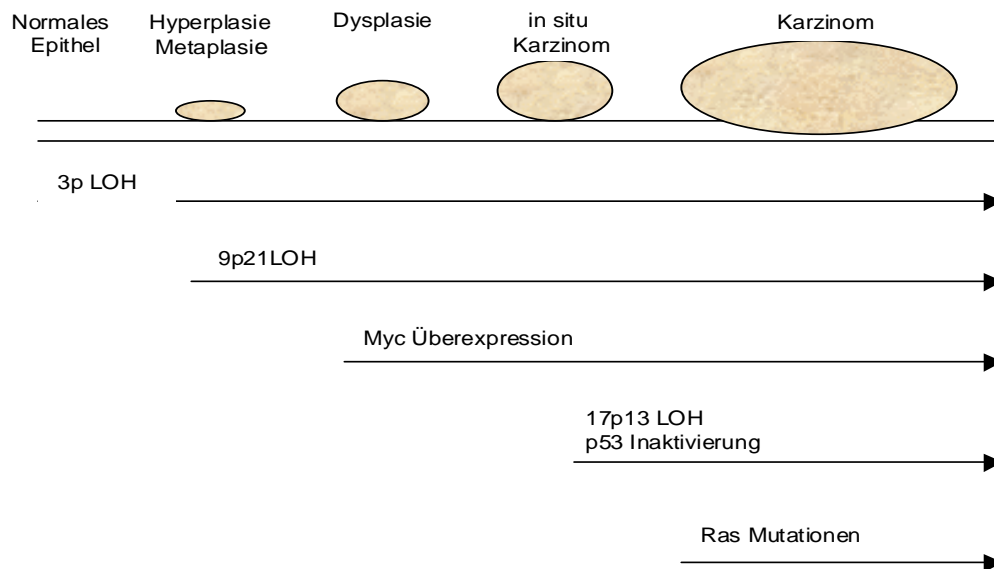 Normales
Epithel
Hyperplasie
Metaplasie
Dysplasie
in situ
Karzinom
Karzinom
3p LOH
9p21LOH
Myc Überexpression
17p13 LOH
p53 Inaktivierung
Ras Mutationen